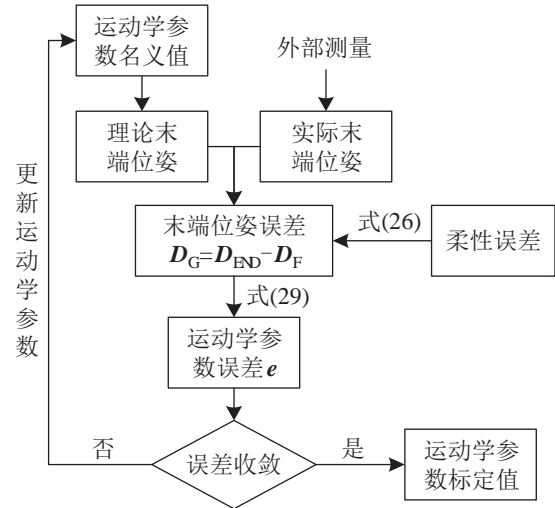 运动学参
数名义值
外部测量
理论末
端位姿
实际末
端位姿
更新运动学参数
末端位姿误差
D_G=D_END-D_F
式(26)
柔性误差
式(29)
运动学参
数误差e
否
误差收敛
是
运动学参
数标定值